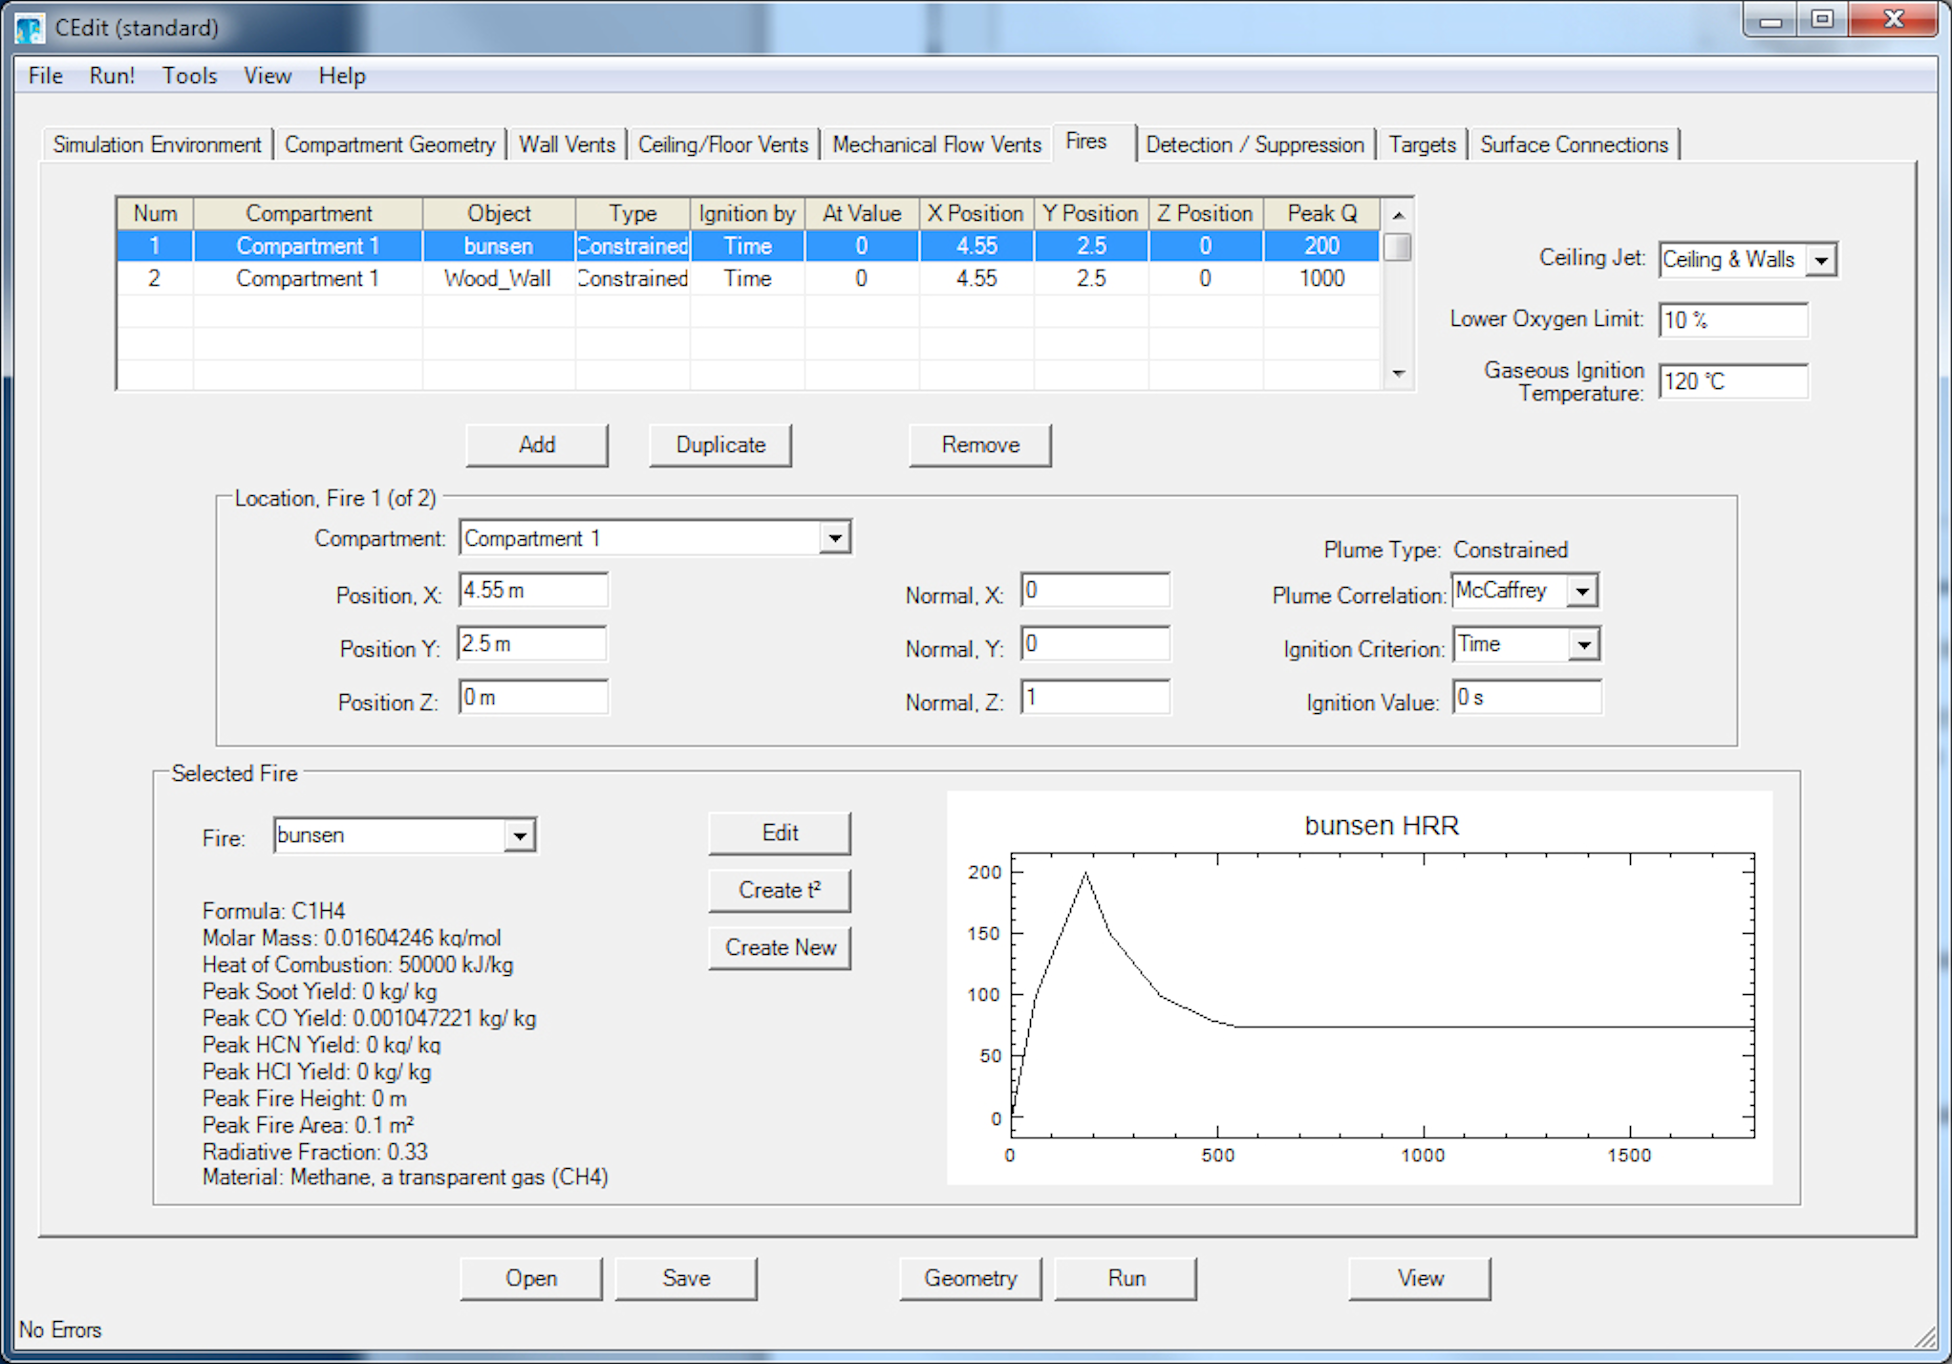 CEdit (standard)
File Run! Tools View Help
Simulation Environment Compartment Geometry Wall Vents Ceiling/Floor Vents Mechanical Flow Vents Fires Detection / Suppression Targets Surface Connections
Num Compartment Object Type Ignition by At Value X Position Y Position Z Position Peak Q
1 Compartment 1 bunsen Constrained Time 0 4.55 2.5 0 200
2 Compartment 1 Wood_Wall Constrained Time 0 4.55 2.5 0 1000
Ceiling Jet: Ceiling & Walls
Lower Oxygen Limit: 10 %
Gaseous Ignition
Temperature: 120 °C
Add Duplicate Remove
Location, Fire 1 (of 2)
Compartment: Compartment 1
Position, X: 4.55 m
Position Y: 2.5 m
Position Z: 0 m
Normal, X: 0
Normal, Y: 0
Normal, Z: 1
Plume Type: Constrained
Plume Correlation: McCaffrey
Ignition Criterion: Time
Ignition Value: 0 s
Selected Fire
Fire: bunsen
Edit
Create t²
Create New
Formula: C1H4
Molar Mass: 0.01604246 kg/mol
Heat of Combustion: 50000 kJ/kg
Peak Soot Yield: 0 kg/ kg
Peak CO Yield: 0.001047221 kg/ kg
Peak HCN Yield: 0 kg/ kg
Peak HCl Yield: 0 kg/ kg
Peak Fire Height: 0 m
Peak Fire Area: 0.1 m²
Radiative Fraction: 0.33
Material: Methane, a transparent gas (CH4)
bunsen HRR
200
150
100
50
0
0 500 1000 1500
Open Save Geometry Run View
No Errors